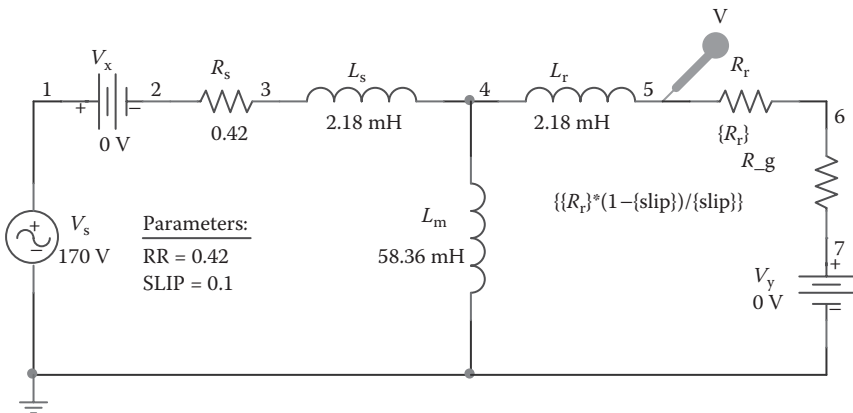 V
V_x
1
+
−
2
R_s
3
L_s
4
L_r
5
R_r
0 V
0.42
2.18 mH
2.18 mH
{R_r}
6
R_g
{{R_r}*(1−{slip})/{slip}}
L_m
58.36 mH
+
−
V_s
170 V
Parameters:
RR = 0.42
SLIP = 0.1
7
+
V_y
0 V
−